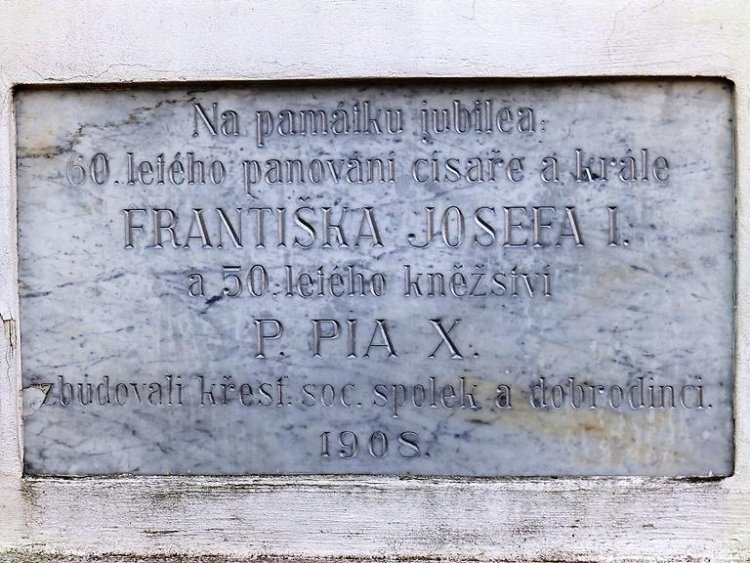 Na památku jubilea:
60. letého panování císaře a krále
FRANTIŠKA JOSEFA I.
a 50. letého kněžství
P. PIA X.
zbudovali křesť. soc. spolek a dobrodinci.
1908.